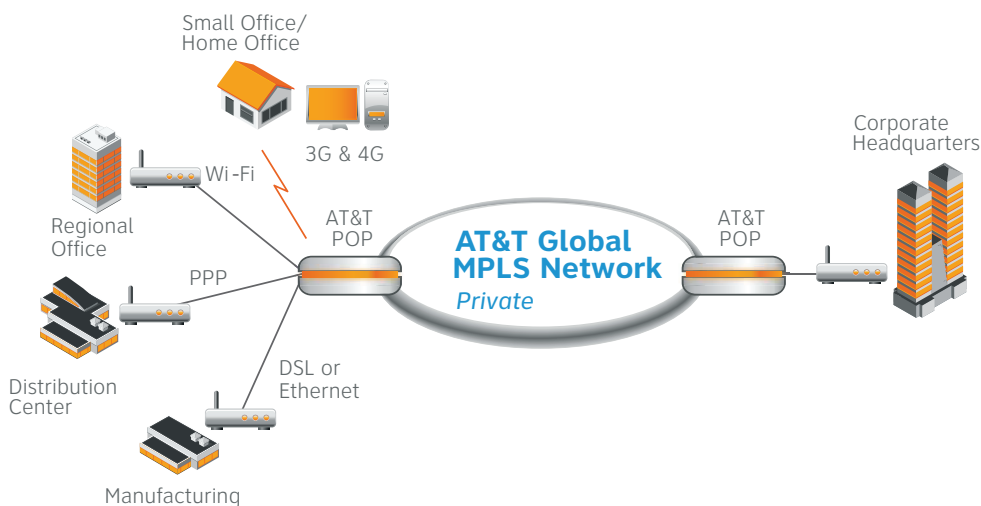 Small Office/
Home Office
3G & 4G
Wi-Fi
Regional
Office
PPP
Distribution
Center
DSL or
Ethernet
Manufacturing
AT&T
POP
AT&T Global
MPLS Network
Private
AT&T
POP
Corporate
Headquarters